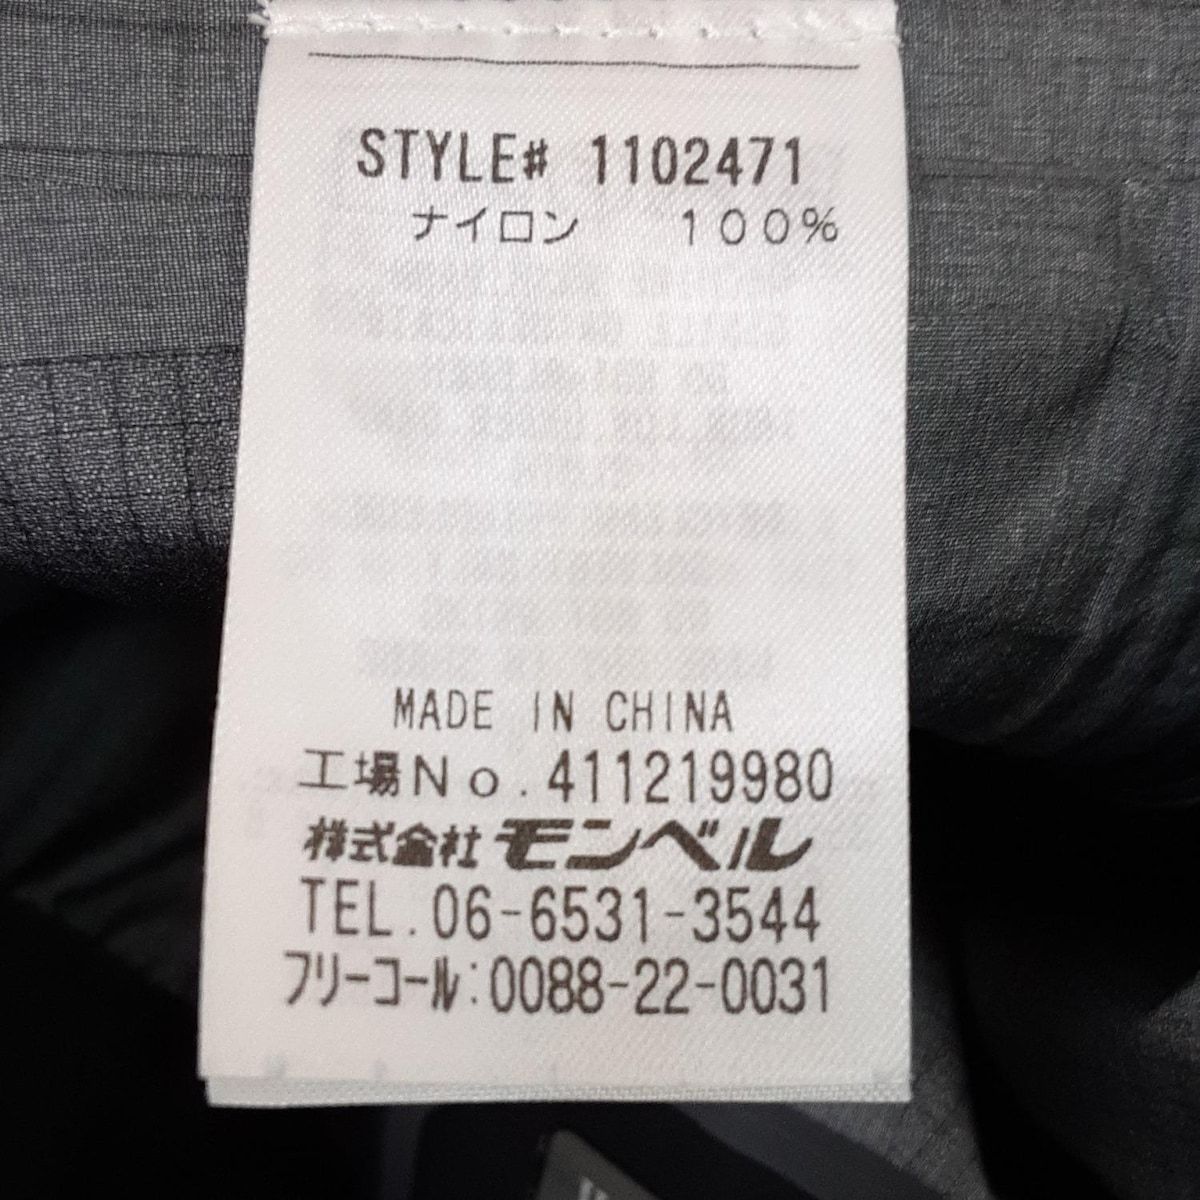 STYLE# 1102471
ナイロン 100%
MADE IN CHINA
工場No.411219980
株式会社モンベル
TEL.06-6531-3544
フリーコール:0088-22-0031